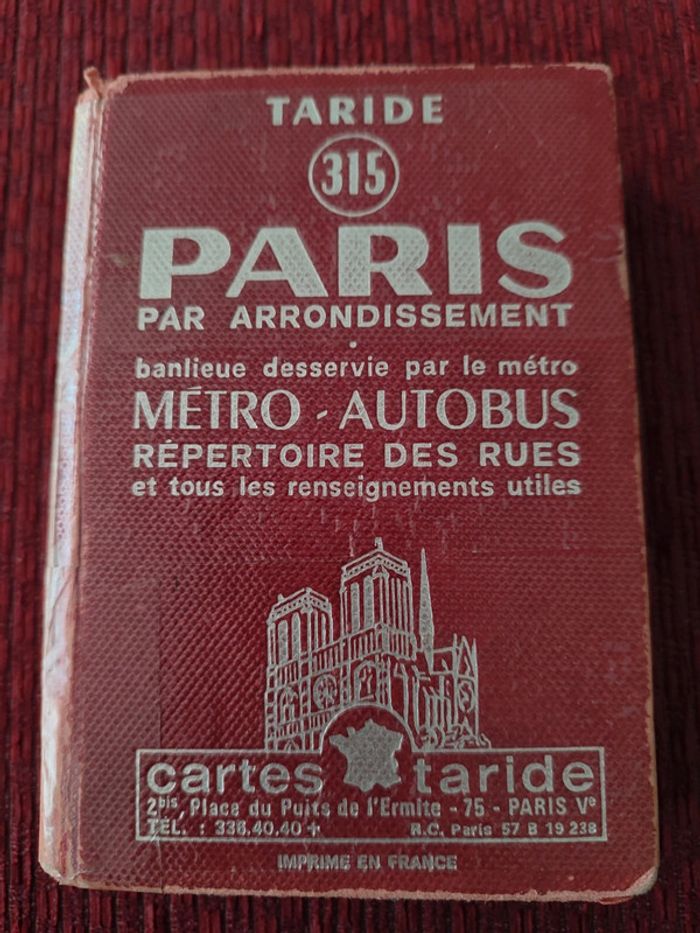 TARIDE
315
PARIS
PAR ARRONDISSEMENT
banlieue desservie par le métro
MÉTRO - AUTOBUS
RÉPERTOIRE DES RUES
et tous les renseignements utiles
cartes taride
2bis, Place du Puits de l'Ermite - 75 - PARIS Ve
TÉL. : 336.40.40 + R.C. Paris 57 B 19 238
IMPRIME EN FRANCE